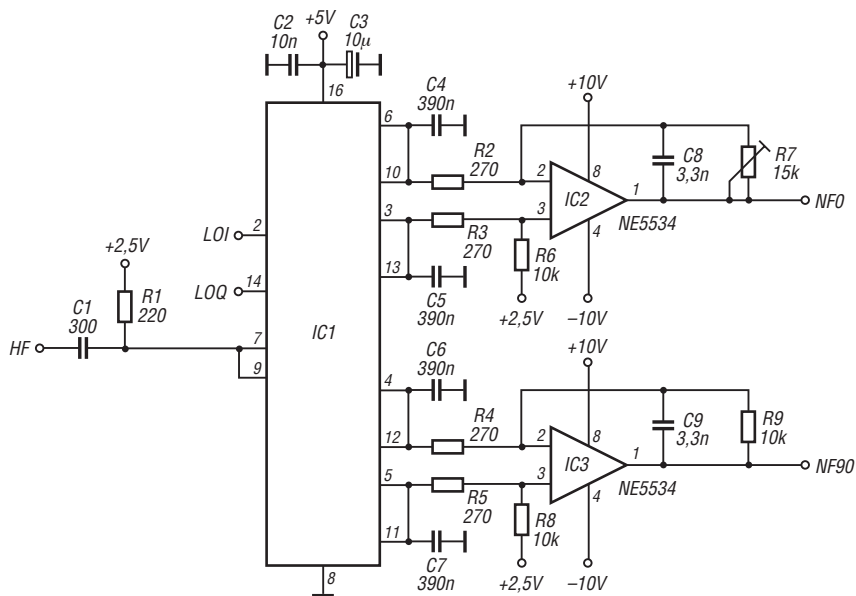 C2
10n
+5V
C3
10µ
16
6
C4
390n
10
R2
270
3
R3
270
13
C5
390n
R6
10k
+2,5V
+10V
2
3
IC2
8
4
1
NE5534
C8
3,3n
R7
15k
NF0
–10V
LOI
2
LOQ
14
+2,5V
R1
220
C1
300
HF
7
9
IC1
4
C6
390n
12
R4
270
5
R5
270
11
C7
390n
R8
10k
+2,5V
+10V
2
3
IC3
8
4
1
NE5534
C9
3,3n
R9
10k
NF90
–10V
8